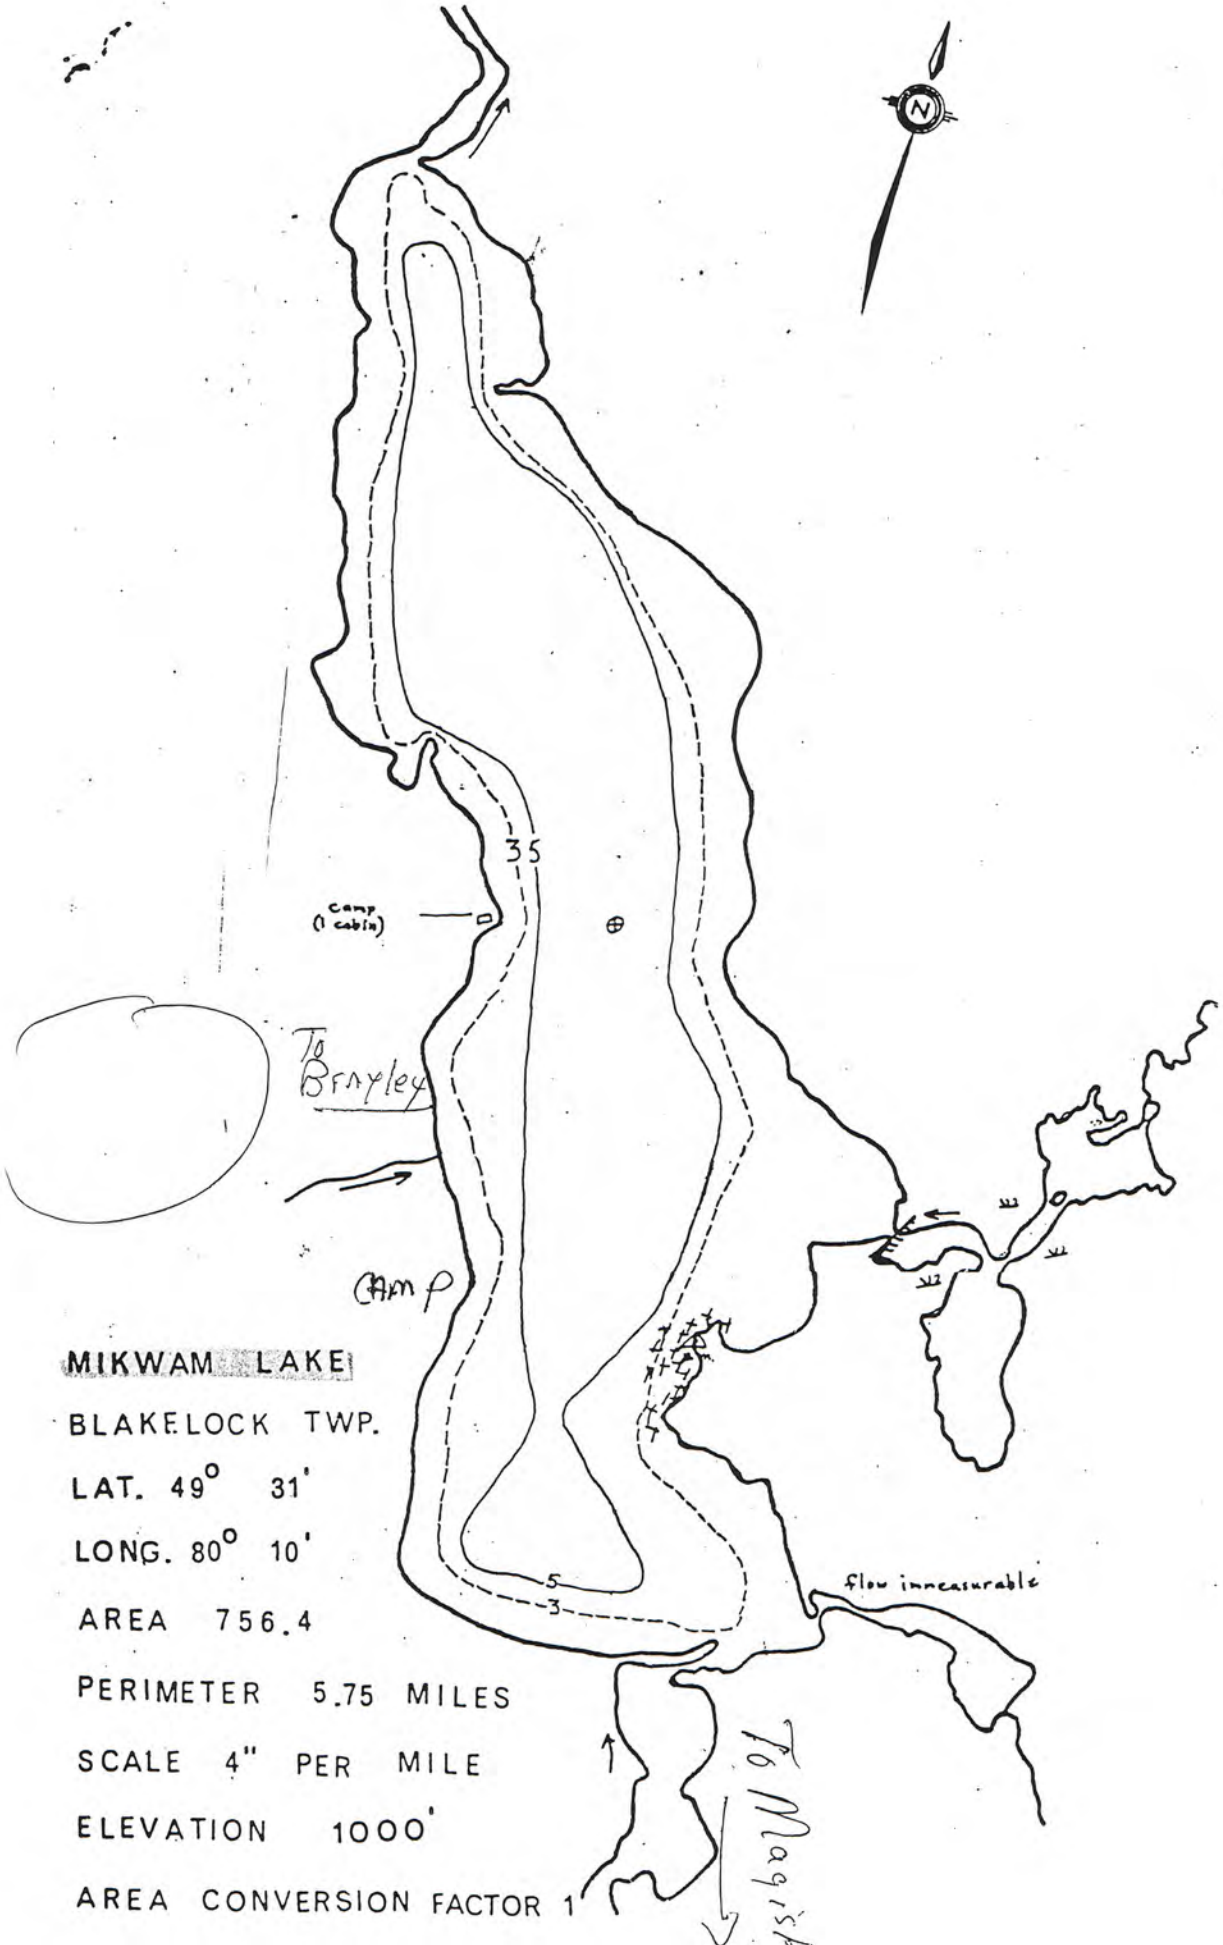 N
35
camp
(1 cabin)
To
CAMP
MIKWAM LAKE
BLAKELOCK TWP.
LAT. 49° 31'
LONG. 80° 10'
AREA 756.4
PERIMETER 5.75 MILES
SCALE 4" PER MILE
ELEVATION 1000'
AREA CONVERSION FACTOR 1
5
3
flow inmeasurable
To